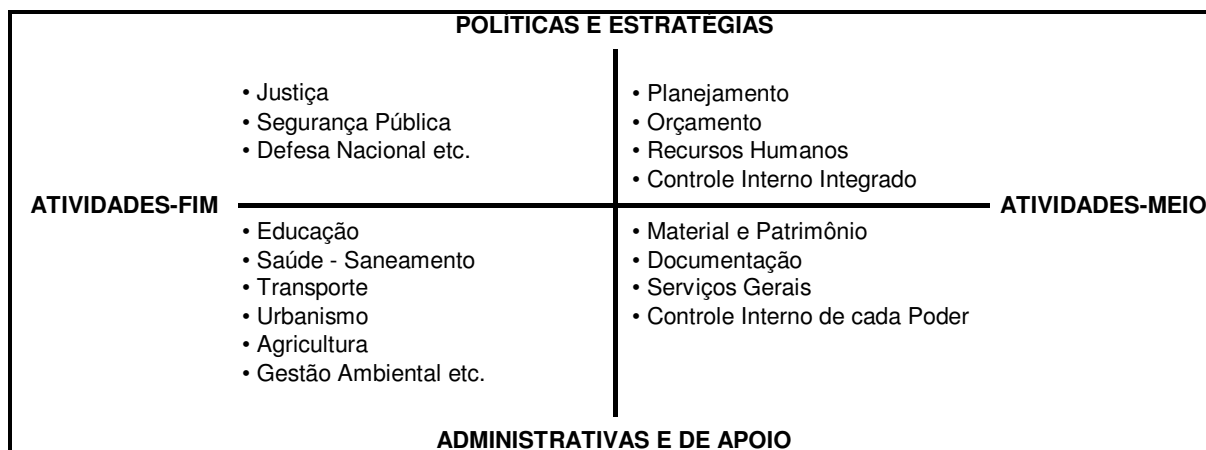 POLÍTICAS E ESTRATÉGIAS
• Justiça
• Segurança Pública
• Defesa Nacional etc.
• Planejamento
• Orçamento
• Recursos Humanos
• Controle Interno Integrado
ATIVIDADES-FIM
ATIVIDADES-MEIO
• Educação
• Saúde - Saneamento
• Transporte
• Urbanismo
• Agricultura
• Gestão Ambiental etc.
• Material e Patrimônio
• Documentação
• Serviços Gerais
• Controle Interno de cada Poder
ADMINISTRATIVAS E DE APOIO